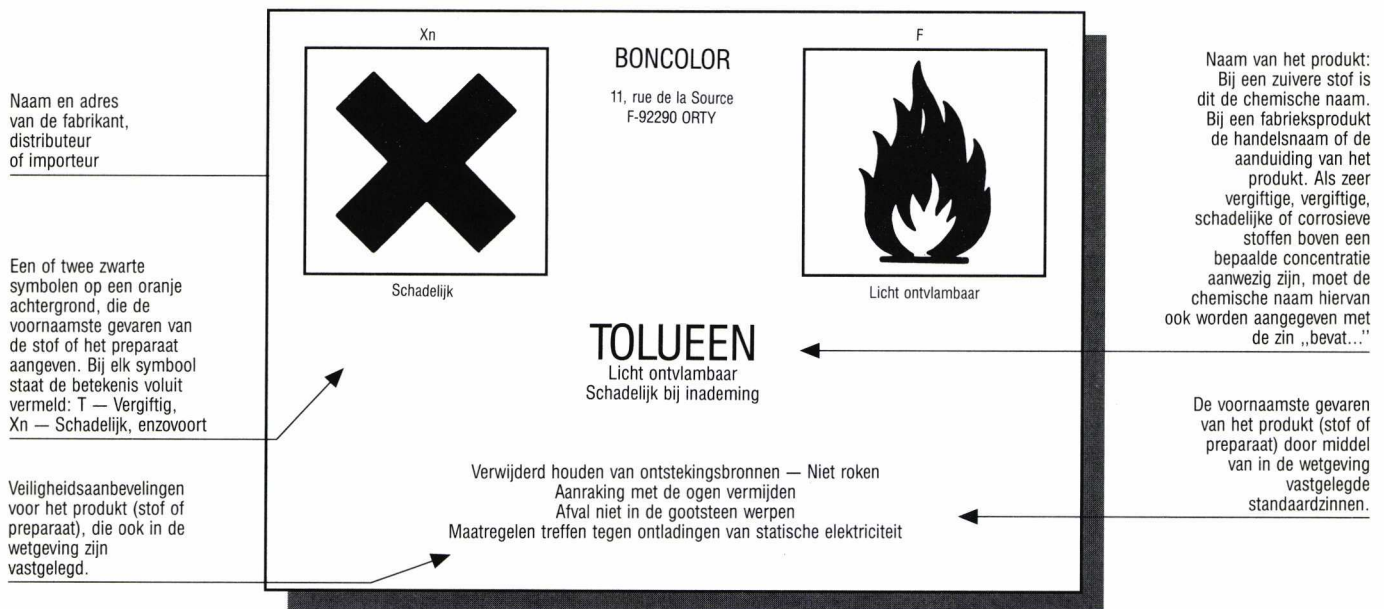 Naam en adres
van de fabrikant,
distributeur
of importeur
Een of twee zwarte
symbolen op een oranje
achtergrond, die de
voornaamste gevaren van
de stof of het preparaat
aangeven. Bij elk symbool
staat de betekenis voluit
vermeld: T — Vergiftig,
Xn — Schadelijk, enzovoort
Veiligheidsaanbevelingen
voor het produkt (stof of
preparaat), die ook in de
wetgeving zijn
vastgelegd.
Xn
Schadelijk
BONCOLOR
11, rue de la Source
F-92290 ORTY
F
Licht ontvlambaar
TOLUEEN
Licht ontvlambaar
Schadelijk bij inademing
Verwijderd houden van ontstekingsbronnen — Niet roken
Aanraking met de ogen vermijden
Afval niet in de gootsteen werpen
Maatregelen treffen tegen ontladingen van statische elektriciteit
Naam van het produkt:
Bij een zuivere stof is
dit de chemische naam.
Bij een fabrieksprodukt
de handelsnaam of de
aanduiding van het
produkt. Als zeer
vergiftige, vergiftige,
schadelijke of corrosieve
stoffen boven een
bepaalde concentratie
aanwezig zijn, moet de
chemische naam hiervan
ook worden aangegeven met
de zin ,,bevat...''
De voornaamste gevaren
van het produkt (stof of
preparaat) door middel
van in de wetgeving
vastgelegde
standaardzinnen.